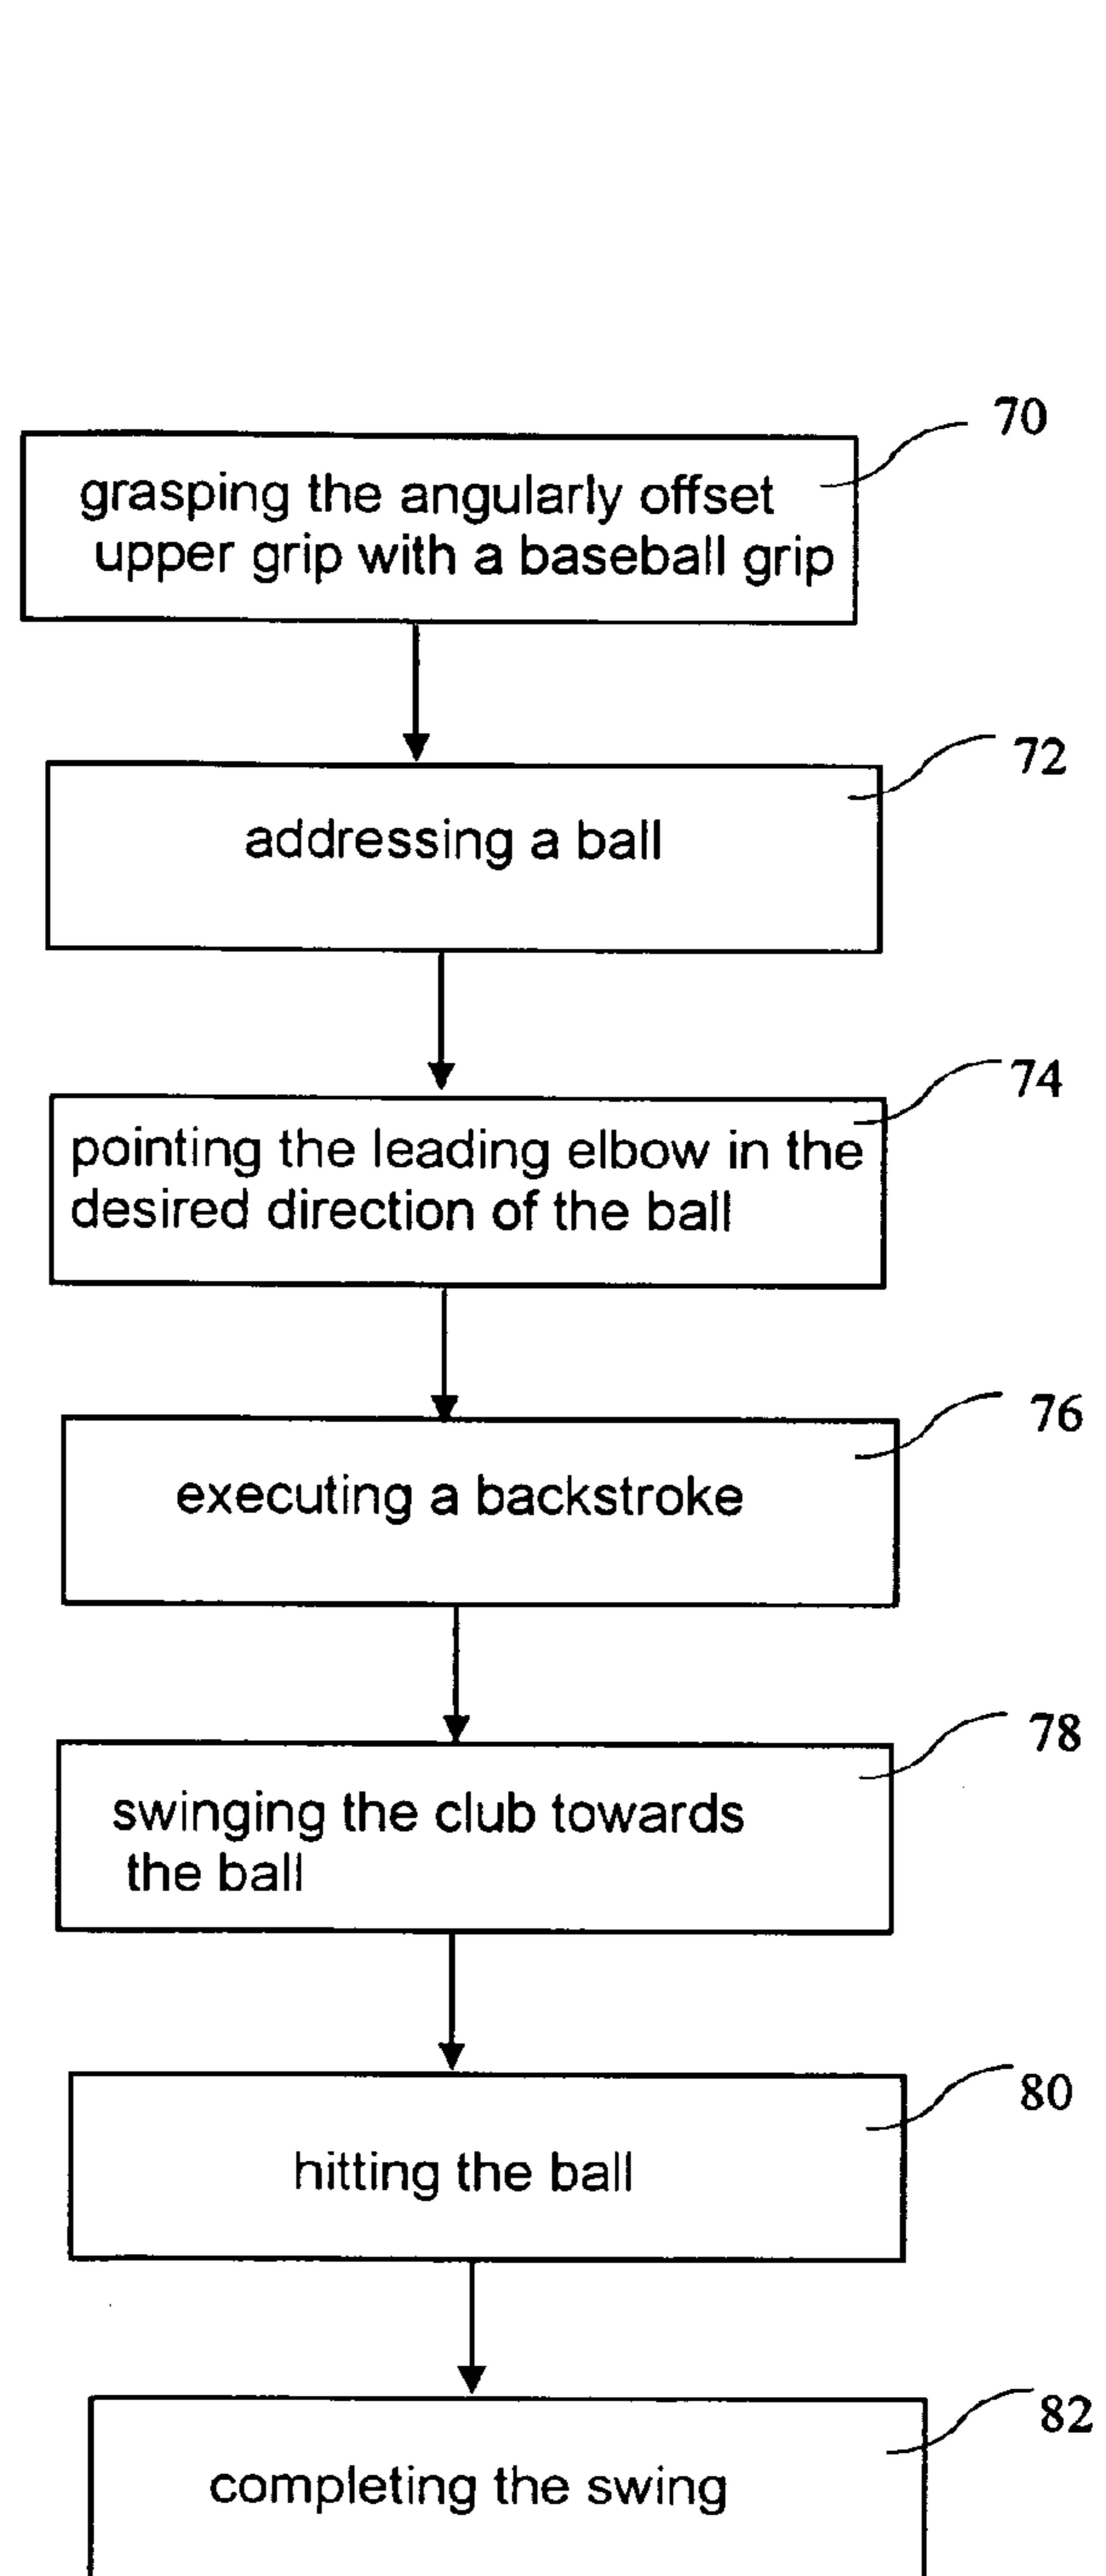 70
grasping the angularly offset
upper grip with a baseball grip
72
addressing a ball
74
pointing the leading elbow in the
desired direction of the ball
76
executing a backstroke
78
swinging the club towards
the ball
80
hitting the ball
82
completing the swing